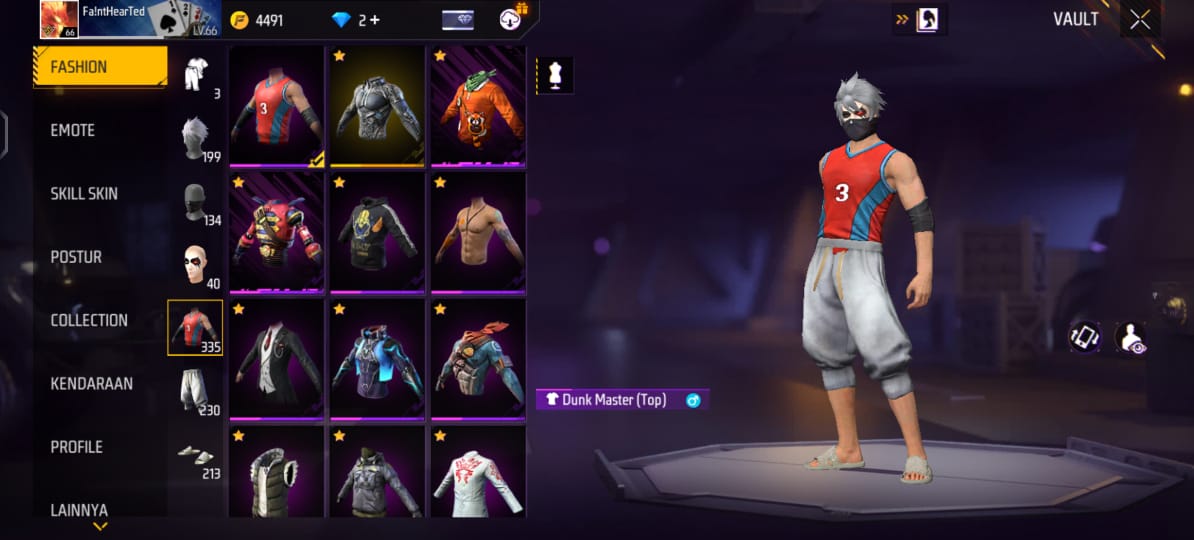 Fa!ntHearTed
66
LV.66
4491
2 +
VAULT
FASHION
3
EMOTE
199
SKILL SKIN
134
POSTUR
40
COLLECTION
335
KENDARAAN
230
PROFILE
213
LAINNYA
3
3
Dunk Master (Top)